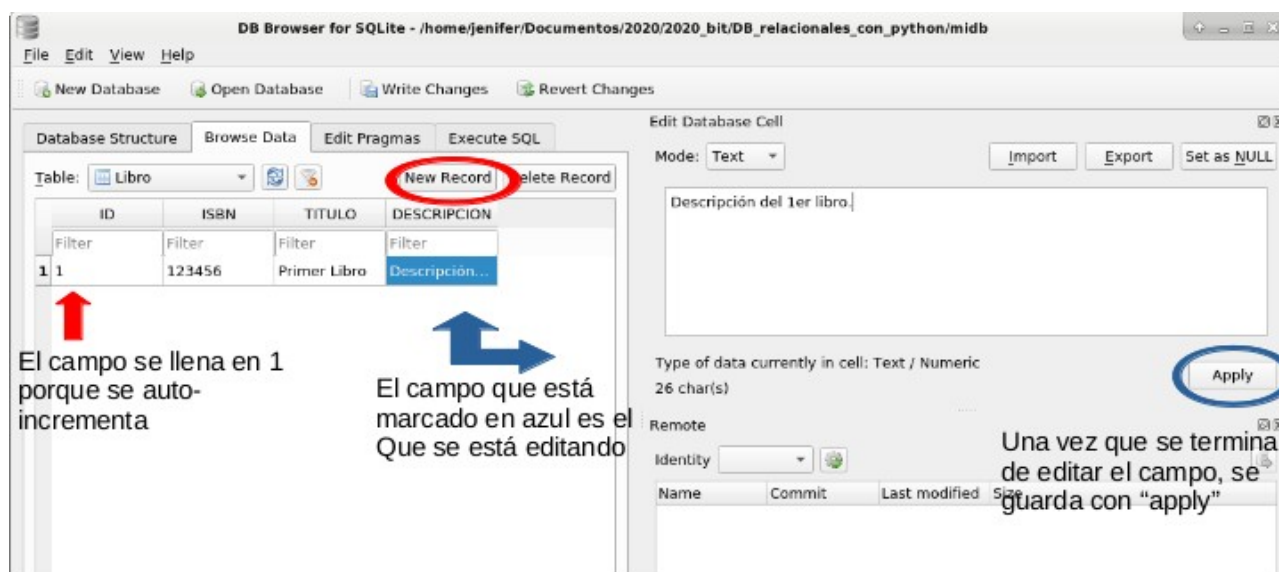 DB Browser for SQLite - /home/jenifer/Documentos/2020/2020_bit/DB_relacionales_con_python/midb
File Edit View Help
New Database Open Database Write Changes Revert Changes
Database Structure Browse Data Edit Pragmas Execute SQL
Table: Libro New Record elete Record
ID ISBN TITULO DESCRIPCION
Filter Filter Filter Filter
1 1 123456 Primer Libro Descripción...
El campo se llena en 1
porque se auto-
incrementa
El campo que está
marcado en azul es el
Que se está editando
Edit Database Cell
Mode: Text Import Export Set as NULL
Descripción del 1er libro.
Type of data currently in cell: Text / Numeric
26 char(s)
Apply
Remote
Identity
Name Commit Last modified Size
Una vez que se termina
de editar el campo, se
guarda con “apply”